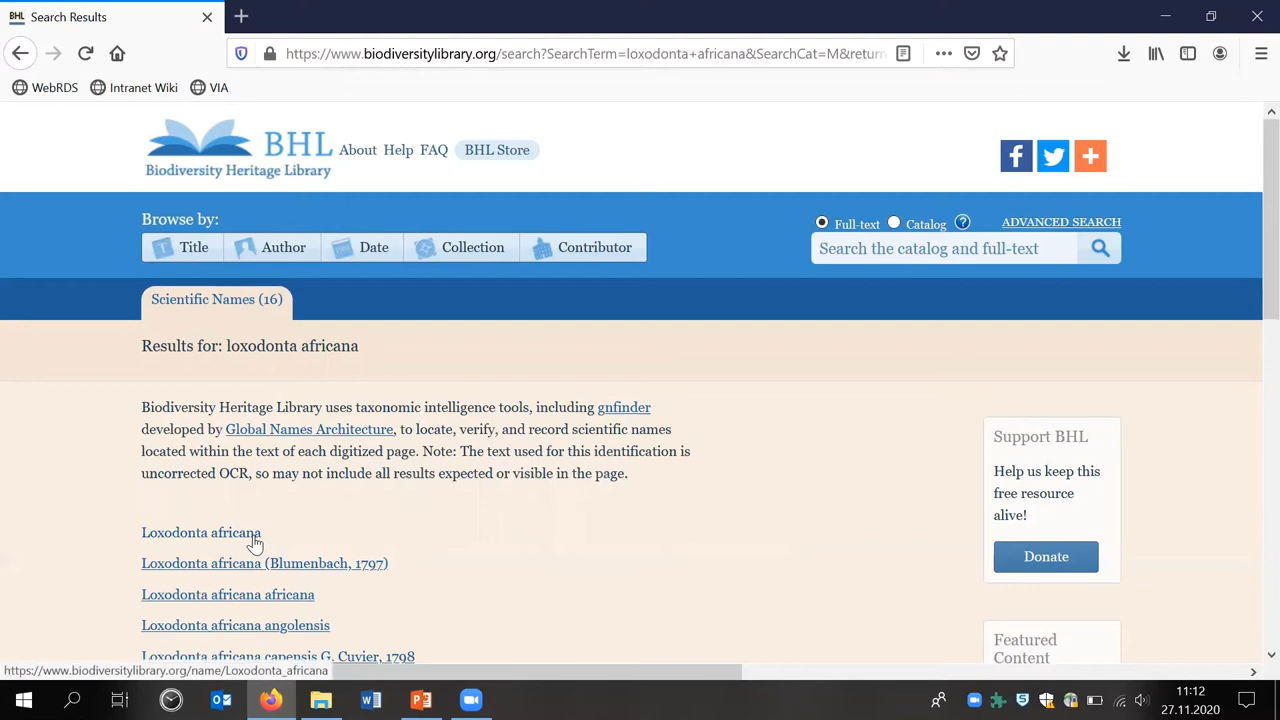 Search Results
https://www.biodiversitylibrary.org/search?SearchTerm=loxodonta+africana&SearchCat=M&return
WebRDS Intranet Wiki VIA
BHL
Biodiversity Heritage Library
About Help FAQ BHL Store
Browse by:
Title Author Date Collection Contributor
Full-text Catalog ? ADVANCED SEARCH
Search the catalog and full-text
Scientific Names (16)
Results for: loxodonta africana
Biodiversity Heritage Library uses taxonomic intelligence tools, including gnfinder
developed by Global Names Architecture, to locate, verify, and record scientific names
located within the text of each digitized page. Note: The text used for this identification is
uncorrected OCR, so may not include all results expected or visible in the page.
Loxodonta africana
Loxodonta africana (Blumenbach, 1797)
Loxodonta africana africana
Loxodonta africana angolensis
Loxodonta africana capensis G. Cuvier, 1798
Support BHL
Help us keep this
free resource
alive!
Donate
Featured
Content
https://www.biodiversitylibrary.org/name/Loxodonta_africana
11:12
27.11.2020